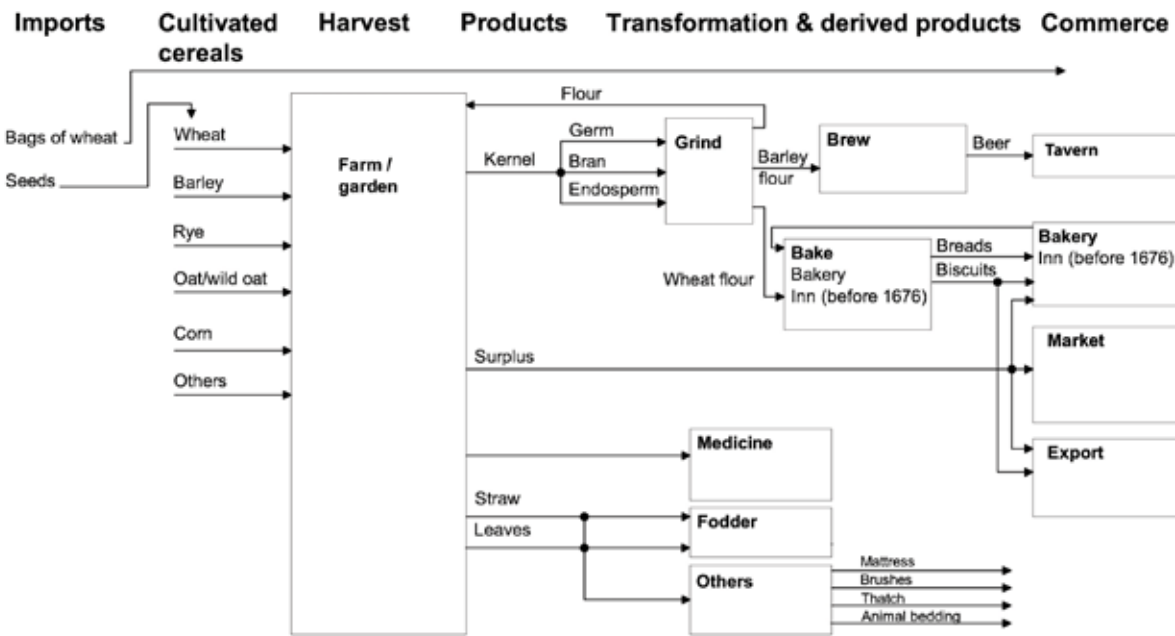 Imports
Cultivated
cereals
Harvest
Products
Transformation & derived products
Commerce
Bags of wheat
Seeds
Wheat
Barley
Rye
Oat/wild oat
Corn
Others
Farm /
garden
Flour
Kernel
Germ
Bran
Endosperm
Grind
Barley
flour
Brew
Beer
Tavern
Wheat flour
Bake
Bakery
Inn (before 1676)
Breads
Biscuits
Bakery
Inn (before 1676)
Surplus
Market
Export
Medicine
Straw
Leaves
Fodder
Others
Mattress
Brushes
Thatch
Animal bedding